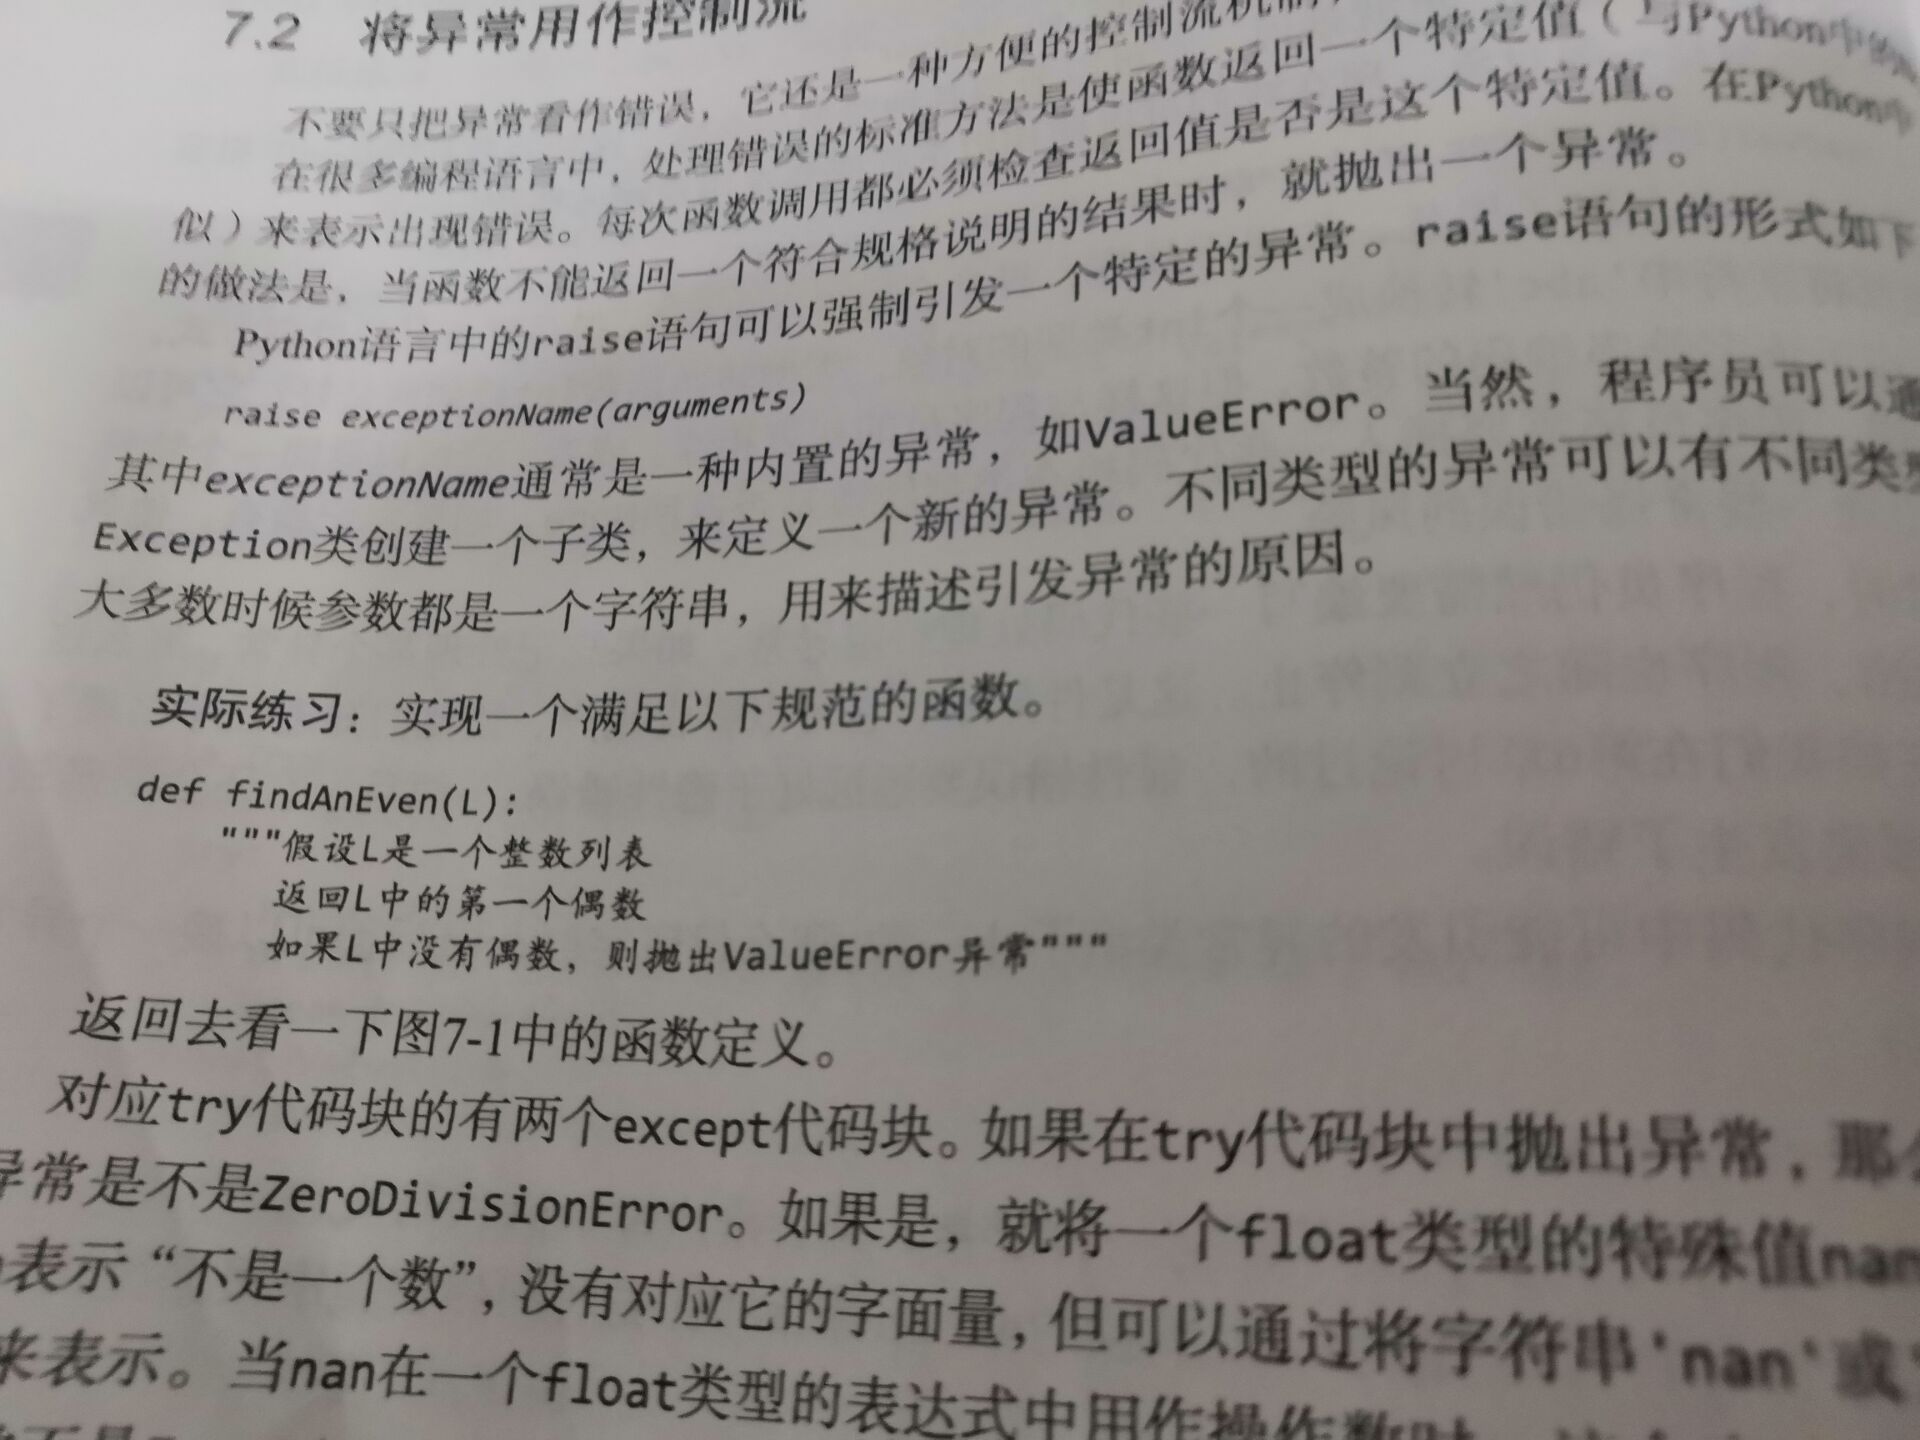 7.2 将异常用作控制流
不要只把异常看作错误，它还是一种方便的控制流机制
在很多编程语言中，处理错误的标准方法是使函数返回一个特定值（与Python中的
似）来表示出现错误。每次函数调用都必须检查返回值是否是这个特定值。在Python中
的做法是，当函数不能返回一个符合规格说明的结果时，就抛出一个异常。
Python语言中的raise语句可以强制引发一个特定的异常。raise语句的形式如下
raise exceptionName(arguments)
其中exceptionName通常是一种内置的异常，如ValueError。当然，程序员可以通
Exception类创建一个子类，来定义一个新的异常。不同类型的异常可以有不同类型
大多数时候参数都是一个字符串，用来描述引发异常的原因。
实际练习：实现一个满足以下规范的函数。
def findAnEven(L):
"""假设L是一个整数列表
返回L中的第一个偶数
如果L中没有偶数，则抛出ValueError异常"""
返回去看一下图7-1中的函数定义。
对应try代码块的有两个except代码块。如果在try代码块中抛出异常，那么
异常是不是ZeroDivisionError。如果是，就将一个float类型的特殊值nan
表示“不是一个数”，没有对应它的字面量，但可以通过将字符串'nan'或'
来表示。当nan在一个float类型的表达式中用作操作数时